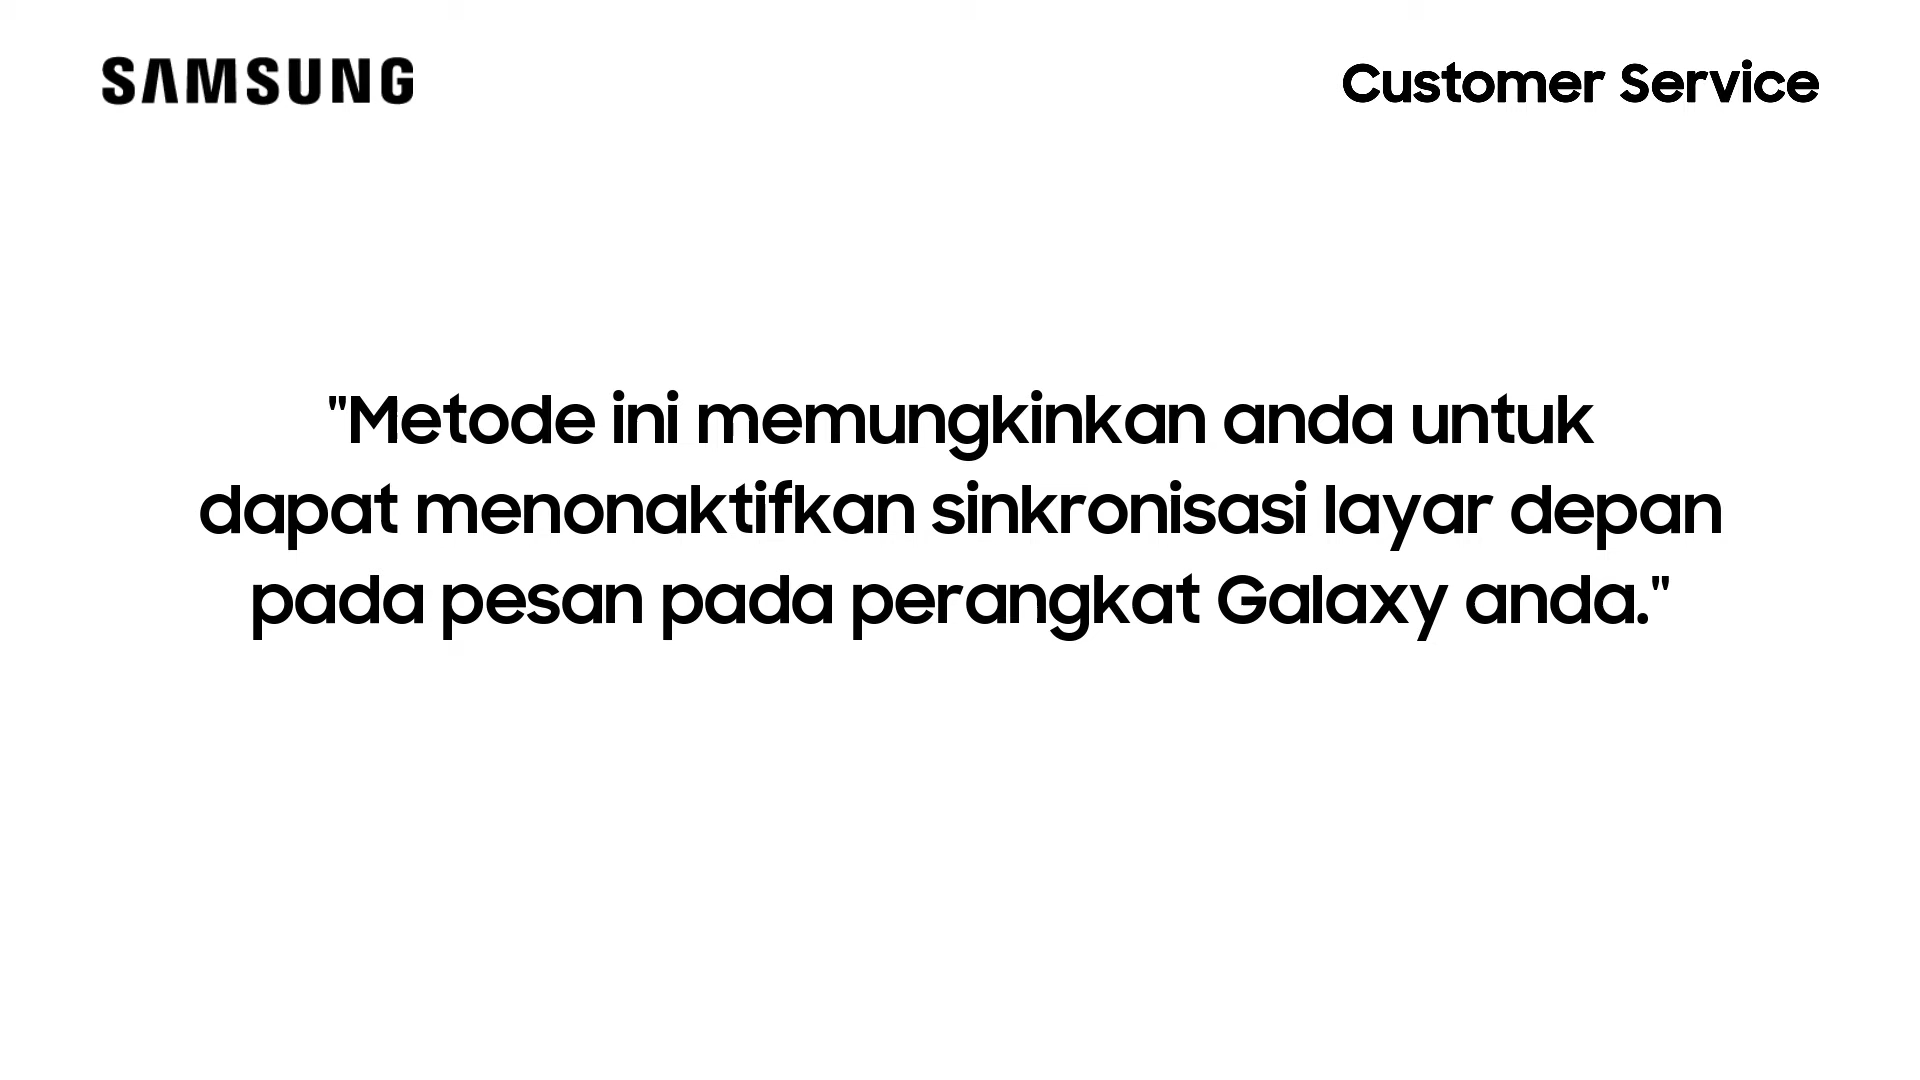 SAMSUNG
Customer Service
"Metode ini memungkinkan anda untuk
dapat menonaktifkan sinkronisasi layar depan
pada pesan pada perangkat Galaxy anda."